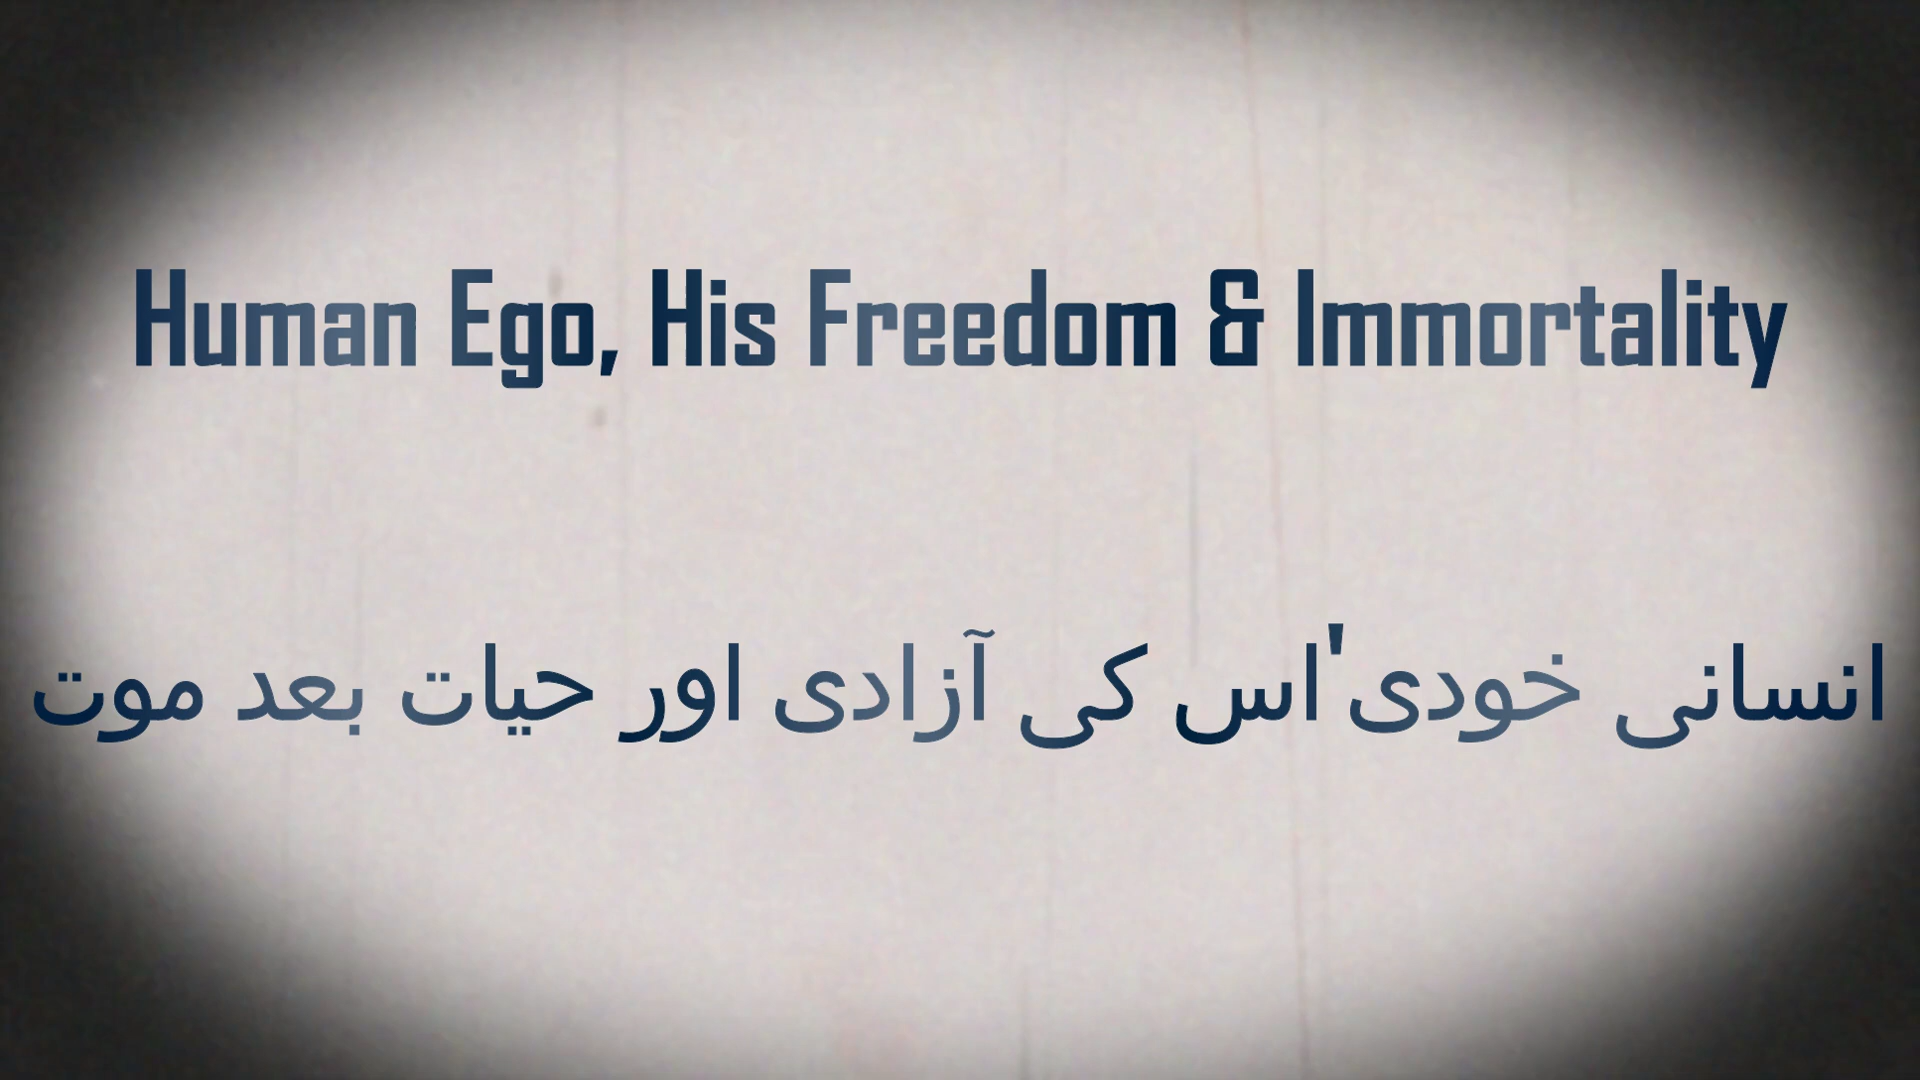 Human Ego, His Freedom & Immortality
انسانی خودی'اس کی آزادی اور حیات بعد موت